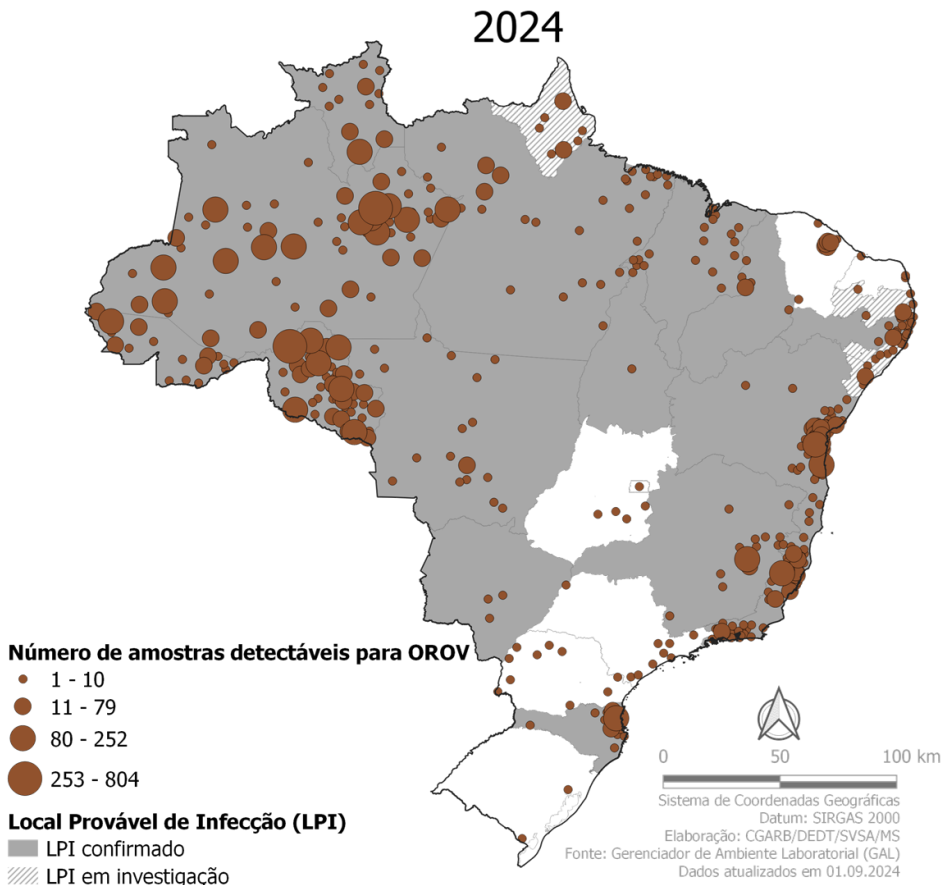 2024
Número de amostras detectáveis para OROV
1 - 10
11 - 79
80 - 252
253 - 804
Local Provável de Infecção (LPI)
LPI confirmado
LPI em investigação
0 50 100 km
Sistema de Coordenadas Geográficas
Datum: SIRGAS 2000
Elaboração: CGARB/DEDT/SVSA/MS
Fonte: Gerenciador de Ambiente Laboratorial (GAL)
Dados atualizados em 01.09.2024